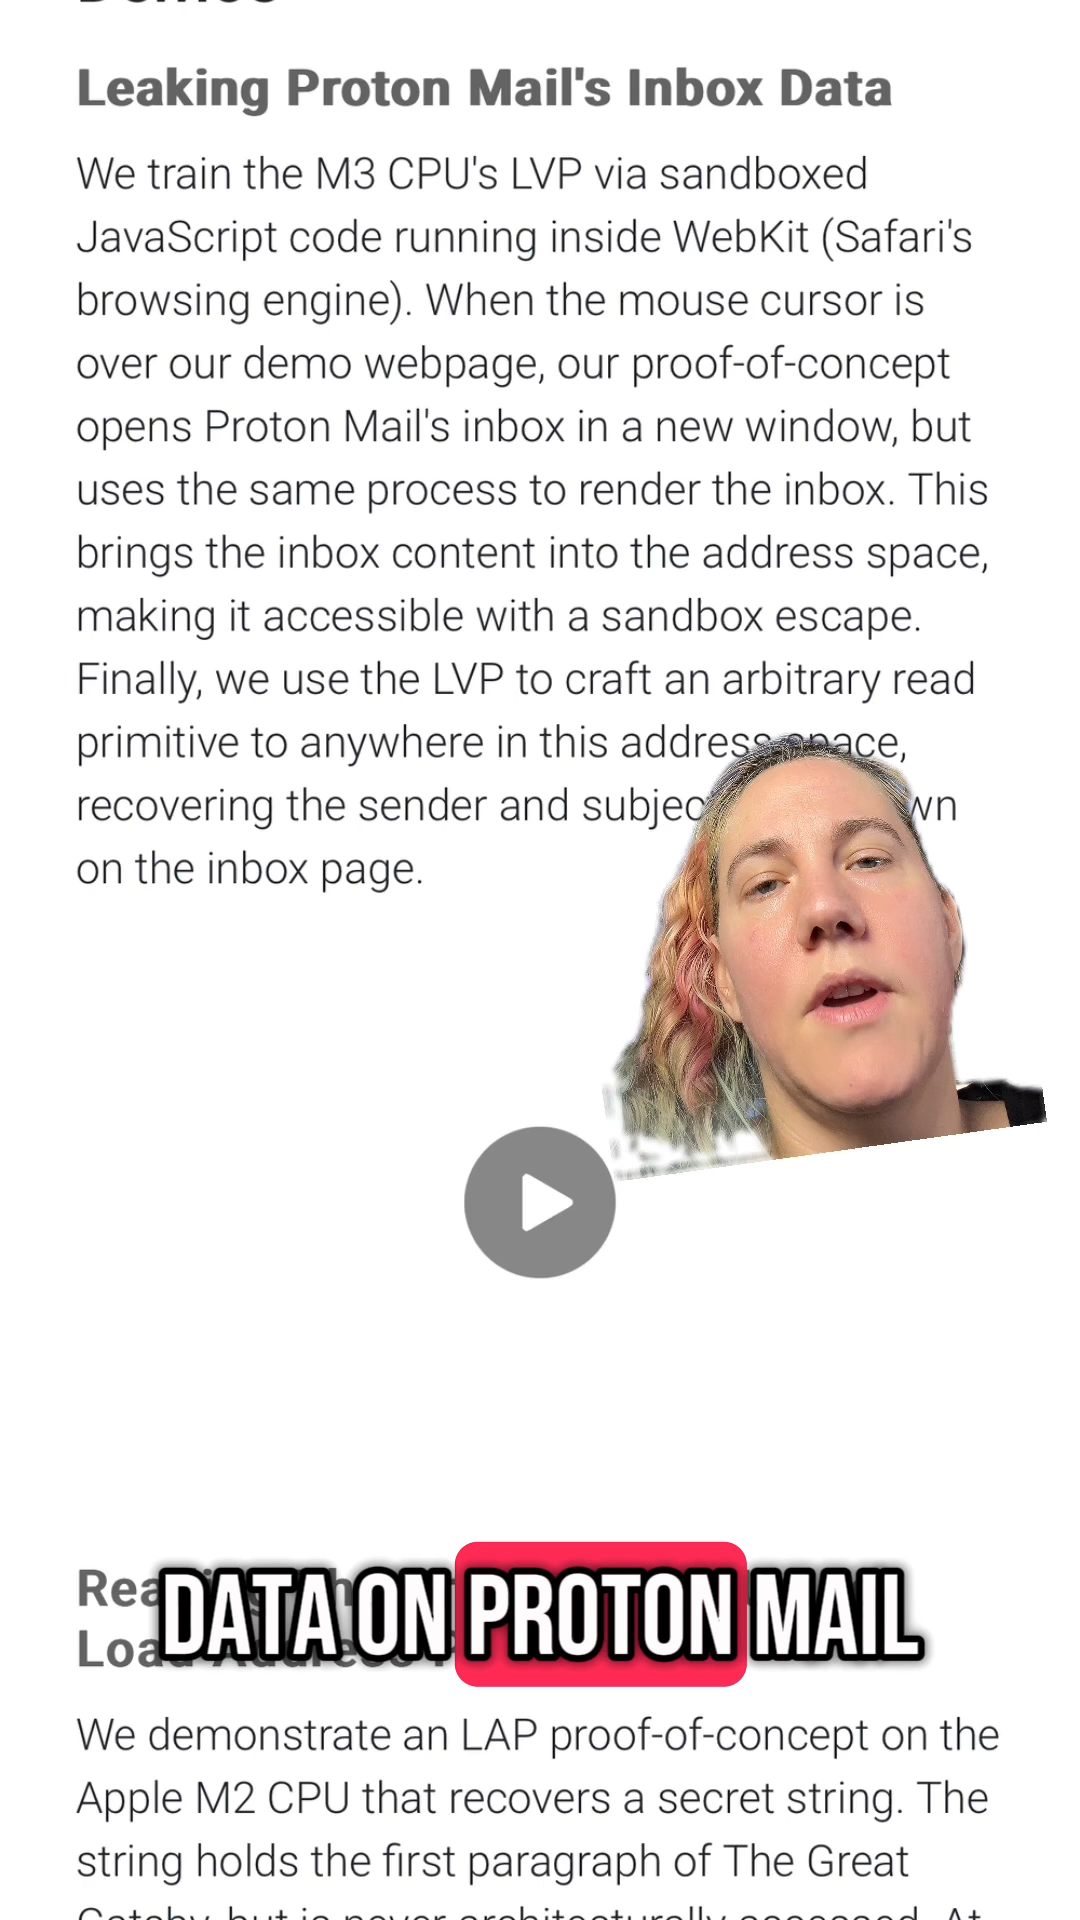 Leaking Proton Mail's Inbox Data
We train the M3 CPU's LVP via sandboxed
JavaScript code running inside WebKit (Safari's
browsing engine). When the mouse cursor is
over our demo webpage, our proof-of-concept
opens Proton Mail's inbox in a new window, but
uses the same process to render the inbox. This
brings the inbox content into the address space,
making it accessible with a sandbox escape.
Finally, we use the LVP to craft an arbitrary read
primitive to anywhere in this address space,
recovering the sender and
on the inbox page.
DATA ON PROTON MAIL
We demonstrate an LAP proof-of-concept on the
Apple M2 CPU that recovers a secret string. The
string holds the first paragraph of The Great